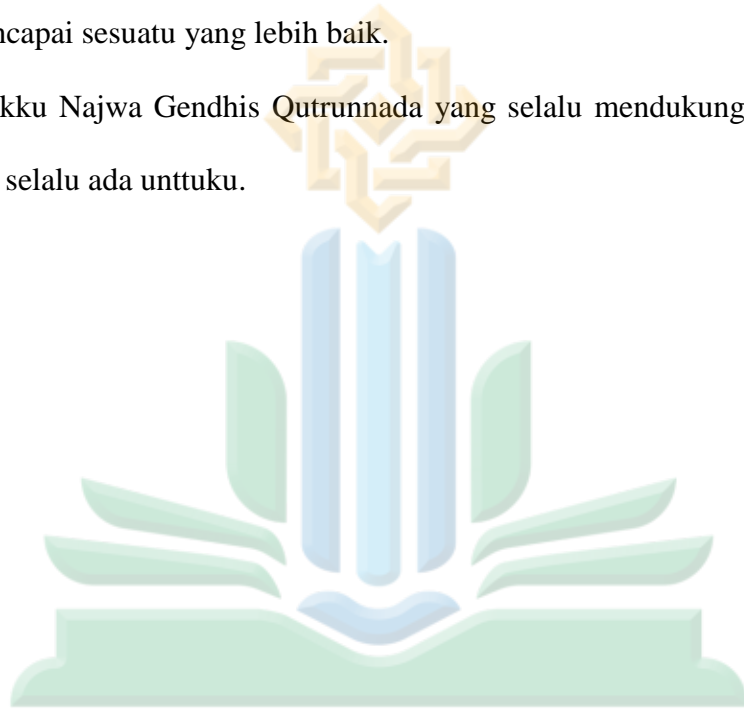 ncapai sesuatu yang lebih baik.
kku Najwa Gendhis Qutrunnada yang selalu mendukung
selalu ada unttuku.